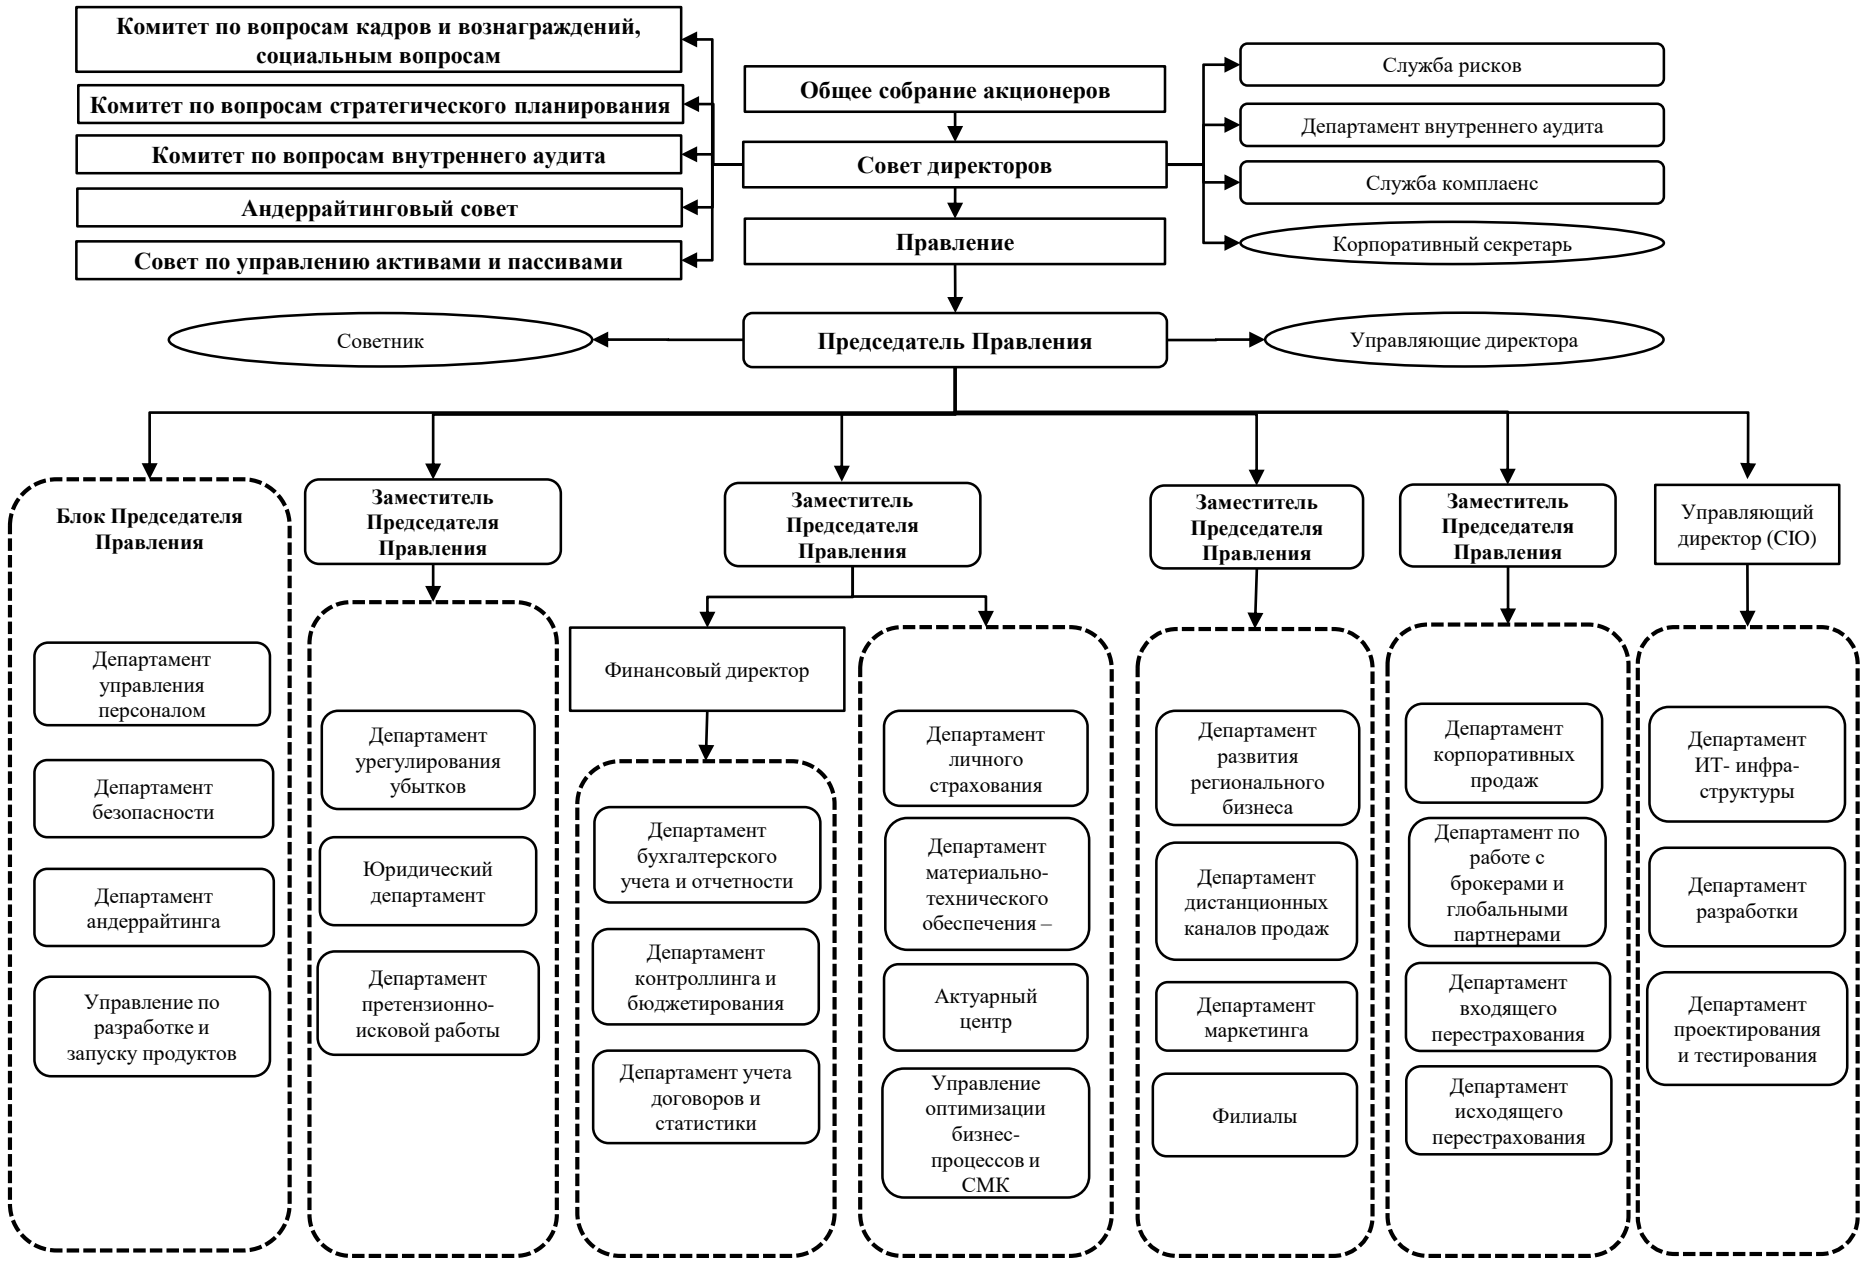 Комитет по вопросам кадров и вознаграждений,
социальным вопросам
Комитет по вопросам стратегического планирования
Комитет по вопросам внутреннего аудита
Андеррайтинговый совет
Совет по управлению активами и пассивами
Общее собрание акционеров
Совет директоров
Правление
Служба рисков
Департамент внутреннего аудита
Служба комплаенс
Корпоративный секретарь
Советник
Председатель Правления
Управляющие директора
Блок Председателя
Правления
Департамент
управления
персоналом
Департамент
безопасности
Департамент
андеррайтинга
Управление по
разработке и
запуску продуктов
Заместитель
Председателя
Правления
Департамент
урегулирования
убытков
Юридический
департамент
Департамент
претензионно-
исковой работы
Заместитель
Председателя
Правления
Финансовый директор
Департамент
бухгалтерского
учета и отчетности
Департамент
контроллинга и
бюджетирования
Департамент учета
договоров и
статистики
Департамент
личного
страхования
Департамент
материально-
технического
обеспечения –
Актуарный
центр
Управление
оптимизации
бизнес-
процессов и
СМК
Заместитель
Председателя
Правления
Департамент
развития
регионального
бизнеса
Департамент
дистанционных
каналов продаж
Департамент
маркетинга
Филиалы
Заместитель
Председателя
Правления
Департамент
корпоративных
продаж
Департамент по
работе с
брокерами и
глобальными
партнерами
Департамент
входящего
перестрахования
Департамент
исходящего
перестрахования
Управляющий
директор (CIO)
Департамент
ИТ- инфра-
структуры
Департамент
разработки
Департамент
проектирования
и тестирования